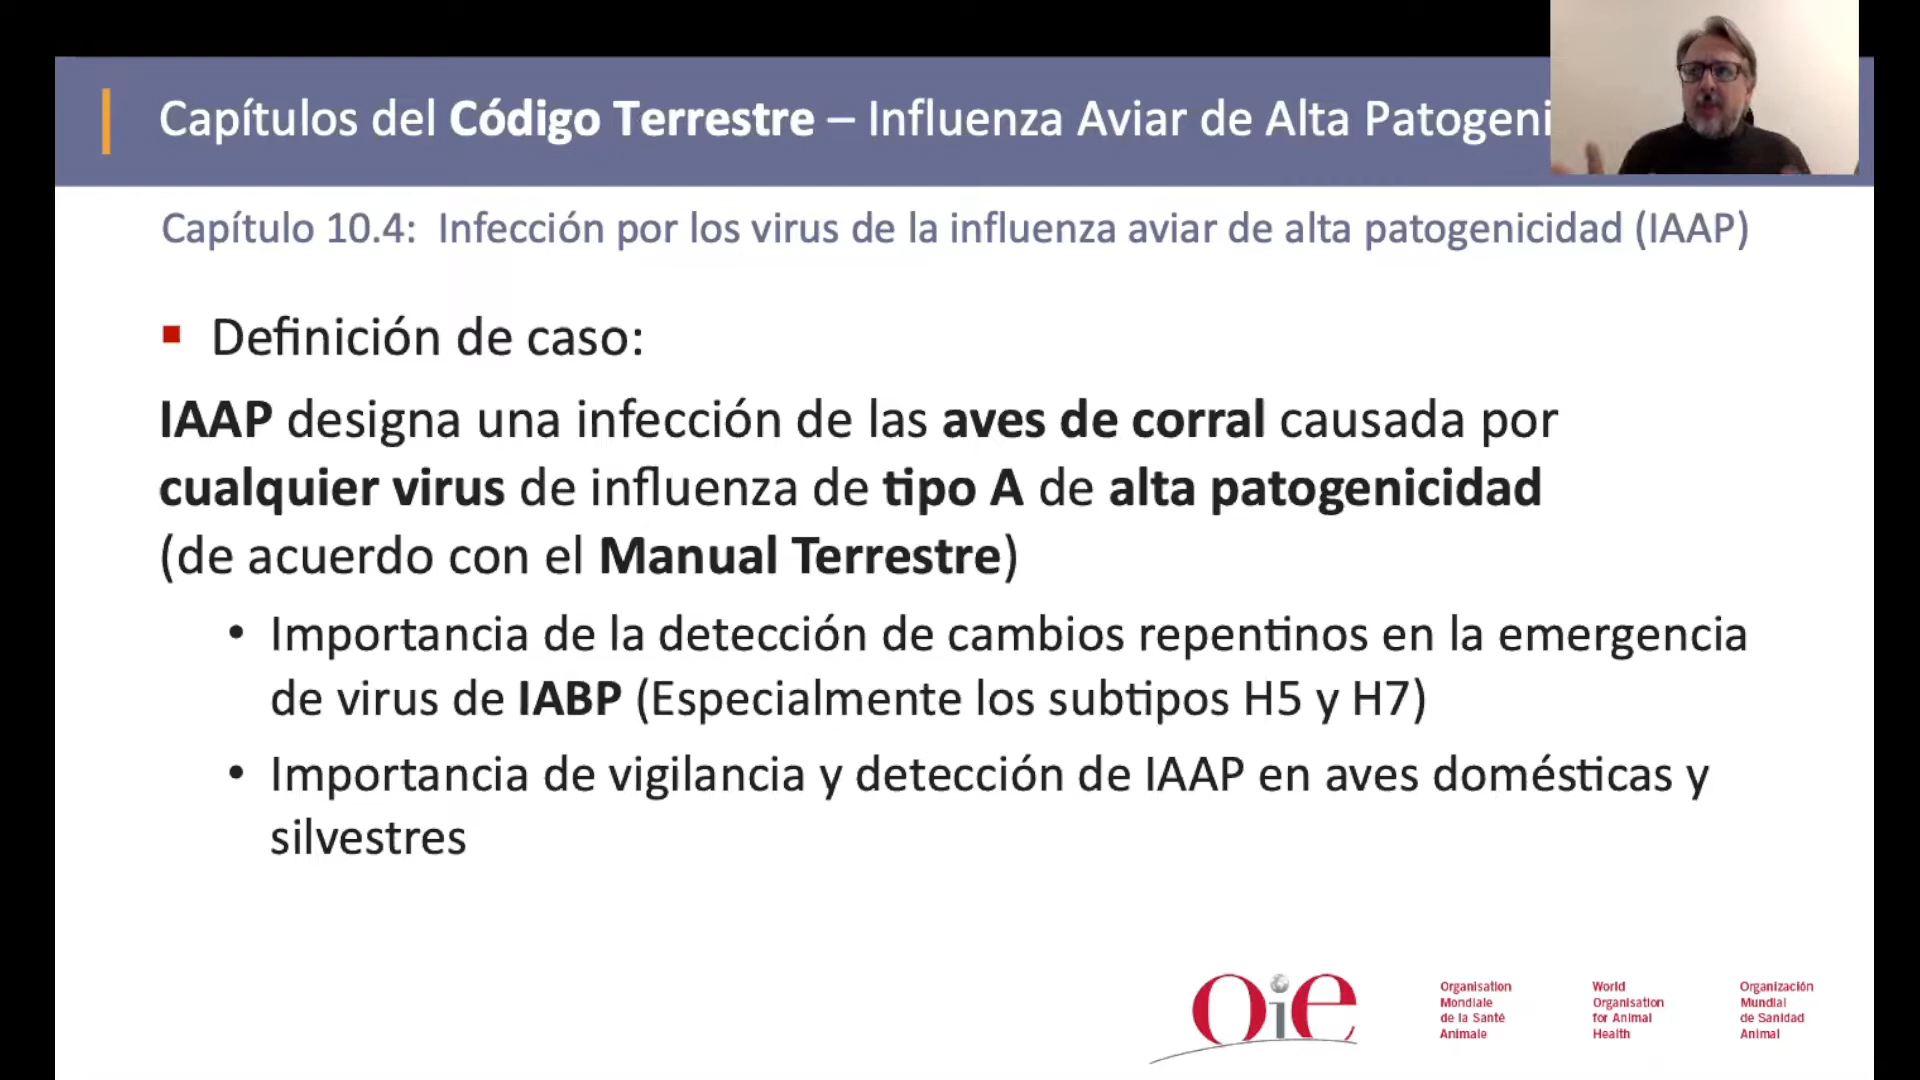 Capítulos del Código Terrestre – Influenza Aviar de Alta Patogeni
Capítulo 10.4: Infección por los virus de la influenza aviar de alta patogenicidad (IAAP)
▪ Definición de caso:
IAAP designa una infección de las aves de corral causada por
cualquier virus de influenza de tipo A de alta patogenicidad
(de acuerdo con el Manual Terrestre)
• Importancia de la detección de cambios repentinos en la emergencia
de virus de IABP (Especialmente los subtipos H5 y H7)
• Importancia de vigilancia y detección de IAAP en aves domésticas y
silvestres
oie
Organisation
Mondiale
de la Santé
Animale
World
Organisation
for Animal
Health
Organización
Mundial
de Sanidad
Animal